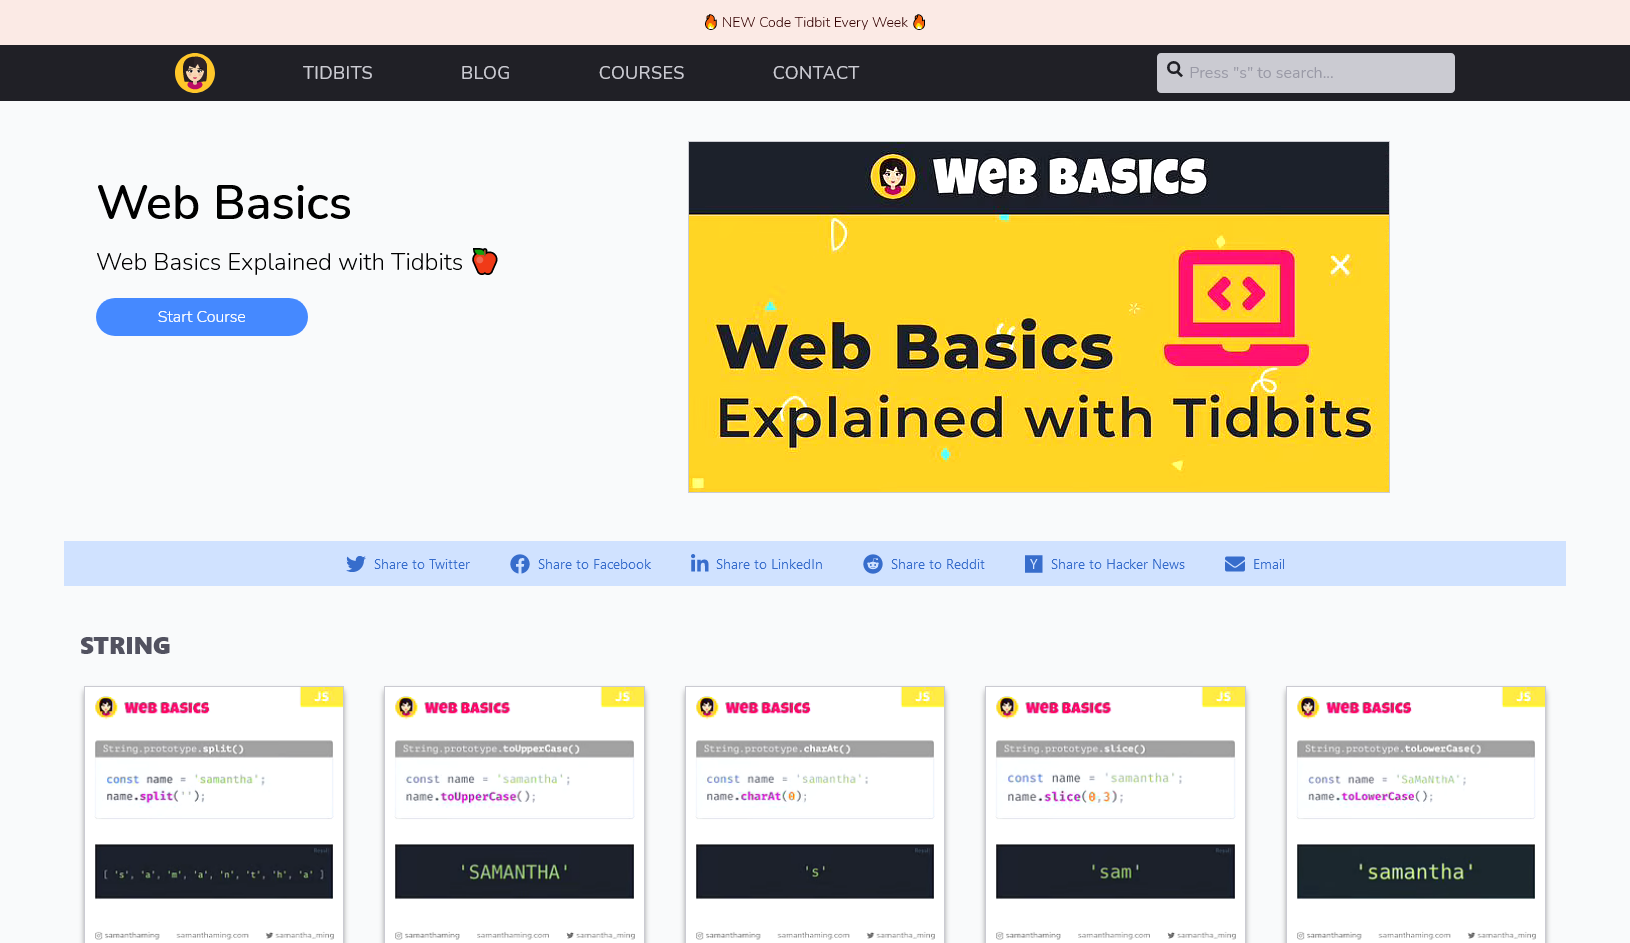 🔥 NEW Code Tidbit Every Week 🔥
TIDBITS BLOG COURSES CONTACT Press "s" to search...
Web Basics
Web Basics Explained with Tidbits 🍎
Start Course
WeB BASiCS
Web Basics
Explained with Tidbits
Share to Twitter Share to Facebook Share to LinkedIn Share to Reddit Share to Hacker News Email
STRING
JS
WeB BASiCS
String.prototype.split()
const name = 'samantha';
name.split('');
[ 's', 'a', 'm', 'a', 'n', 't', 'h', 'a' ]
samanthaming samanthaming.com samantha_ming
JS
WeB BASiCS
String.prototype.toUpperCase()
const name = 'samantha';
name.toUpperCase();
'SAMANTHA'
samanthaming samanthaming.com samantha_ming
JS
WeB BASiCS
String.prototype.charAt()
const name = 'samantha';
name.charAt(0);
's'
samanthaming samanthaming.com samantha_ming
JS
WeB BASiCS
String.prototype.slice()
const name = 'samantha';
name.slice(0,3);
'sam'
samanthaming samanthaming.com samantha_ming
JS
WeB BASiCS
String.prototype.toLowerCase()
const name = 'SaMaNthA';
name.toLowerCase();
'samantha'
samanthaming samanthaming.com samantha_ming